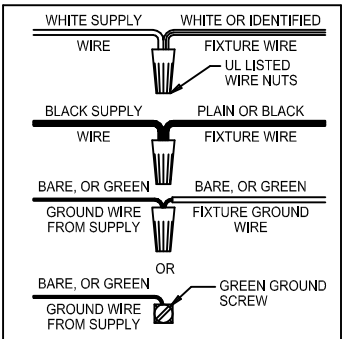 WHITE SUPPLY WHITE OR IDENTIFIED
WIRE FIXTURE WIRE
UL LISTED
WIRE NUTS
BLACK SUPPLY PLAIN OR BLACK
WIRE FIXTURE WIRE
BARE, OR GREEN BARE, OR GREEN
GROUND WIRE FIXTURE GROUND
FROM SUPPLY WIRE
OR
BARE, OR GREEN GREEN GROUND
GROUND WIRE SCREW
FROM SUPPLY